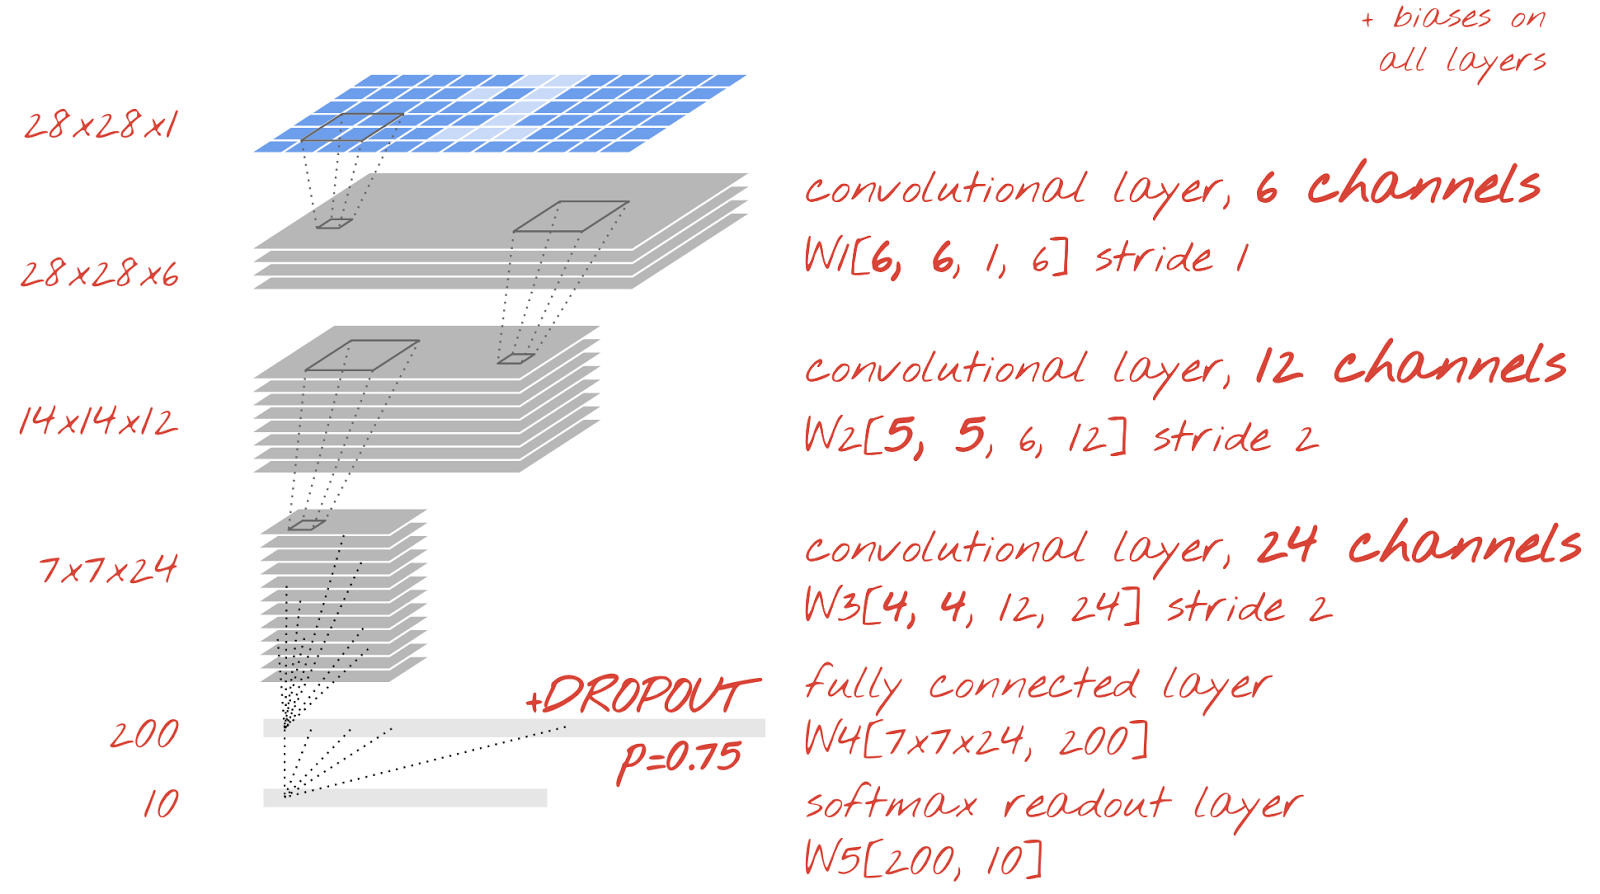 + biases on
all layers
28x28x1
convolutional layer, 6 channels
W1[6, 6, 1, 6] stride 1
28x28x6
convolutional layer, 12 channels
W2[5, 5, 6, 12] stride 2
14x14x12
convolutional layer, 24 channels
W3[4, 4, 12, 24] stride 2
7x7x24
+DROPOUT
p=0.75
fully connected layer
W4[7x7x24, 200]
200
softmax readout layer
W5[200, 10]
10